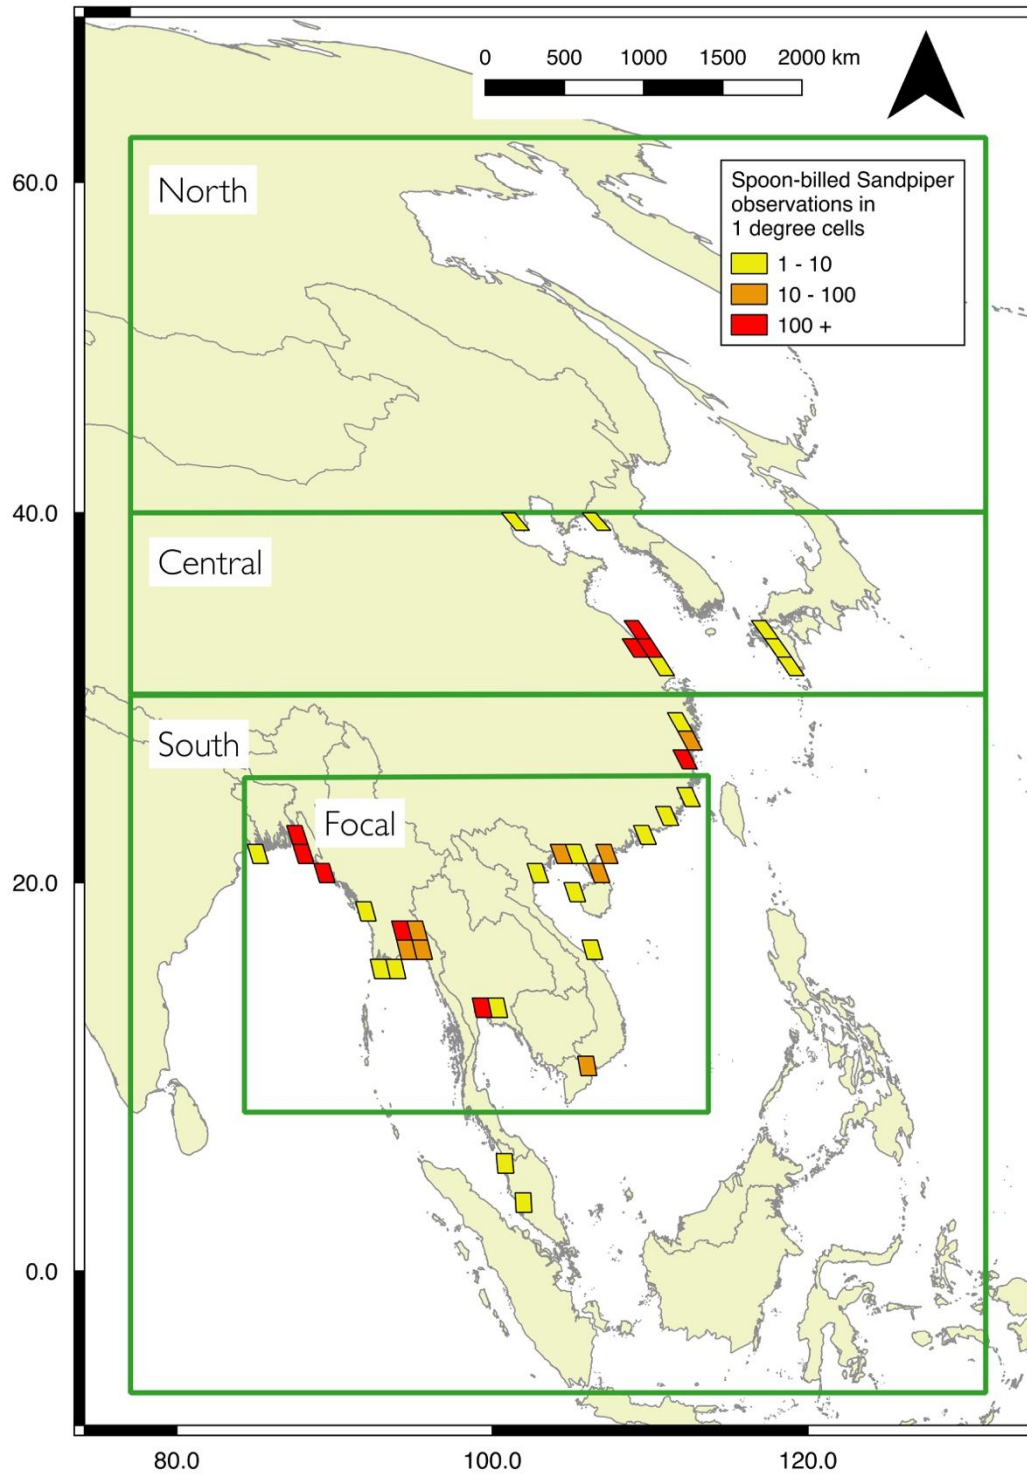 0 500 1000 1500 2000 km
60.0
North
Spoon-billed Sandpiper
observations in
1 degree cells
1 - 10
10 - 100
100 +
40.0
Central
South
Focal
20.0
0.0
80.0 100.0 120.0